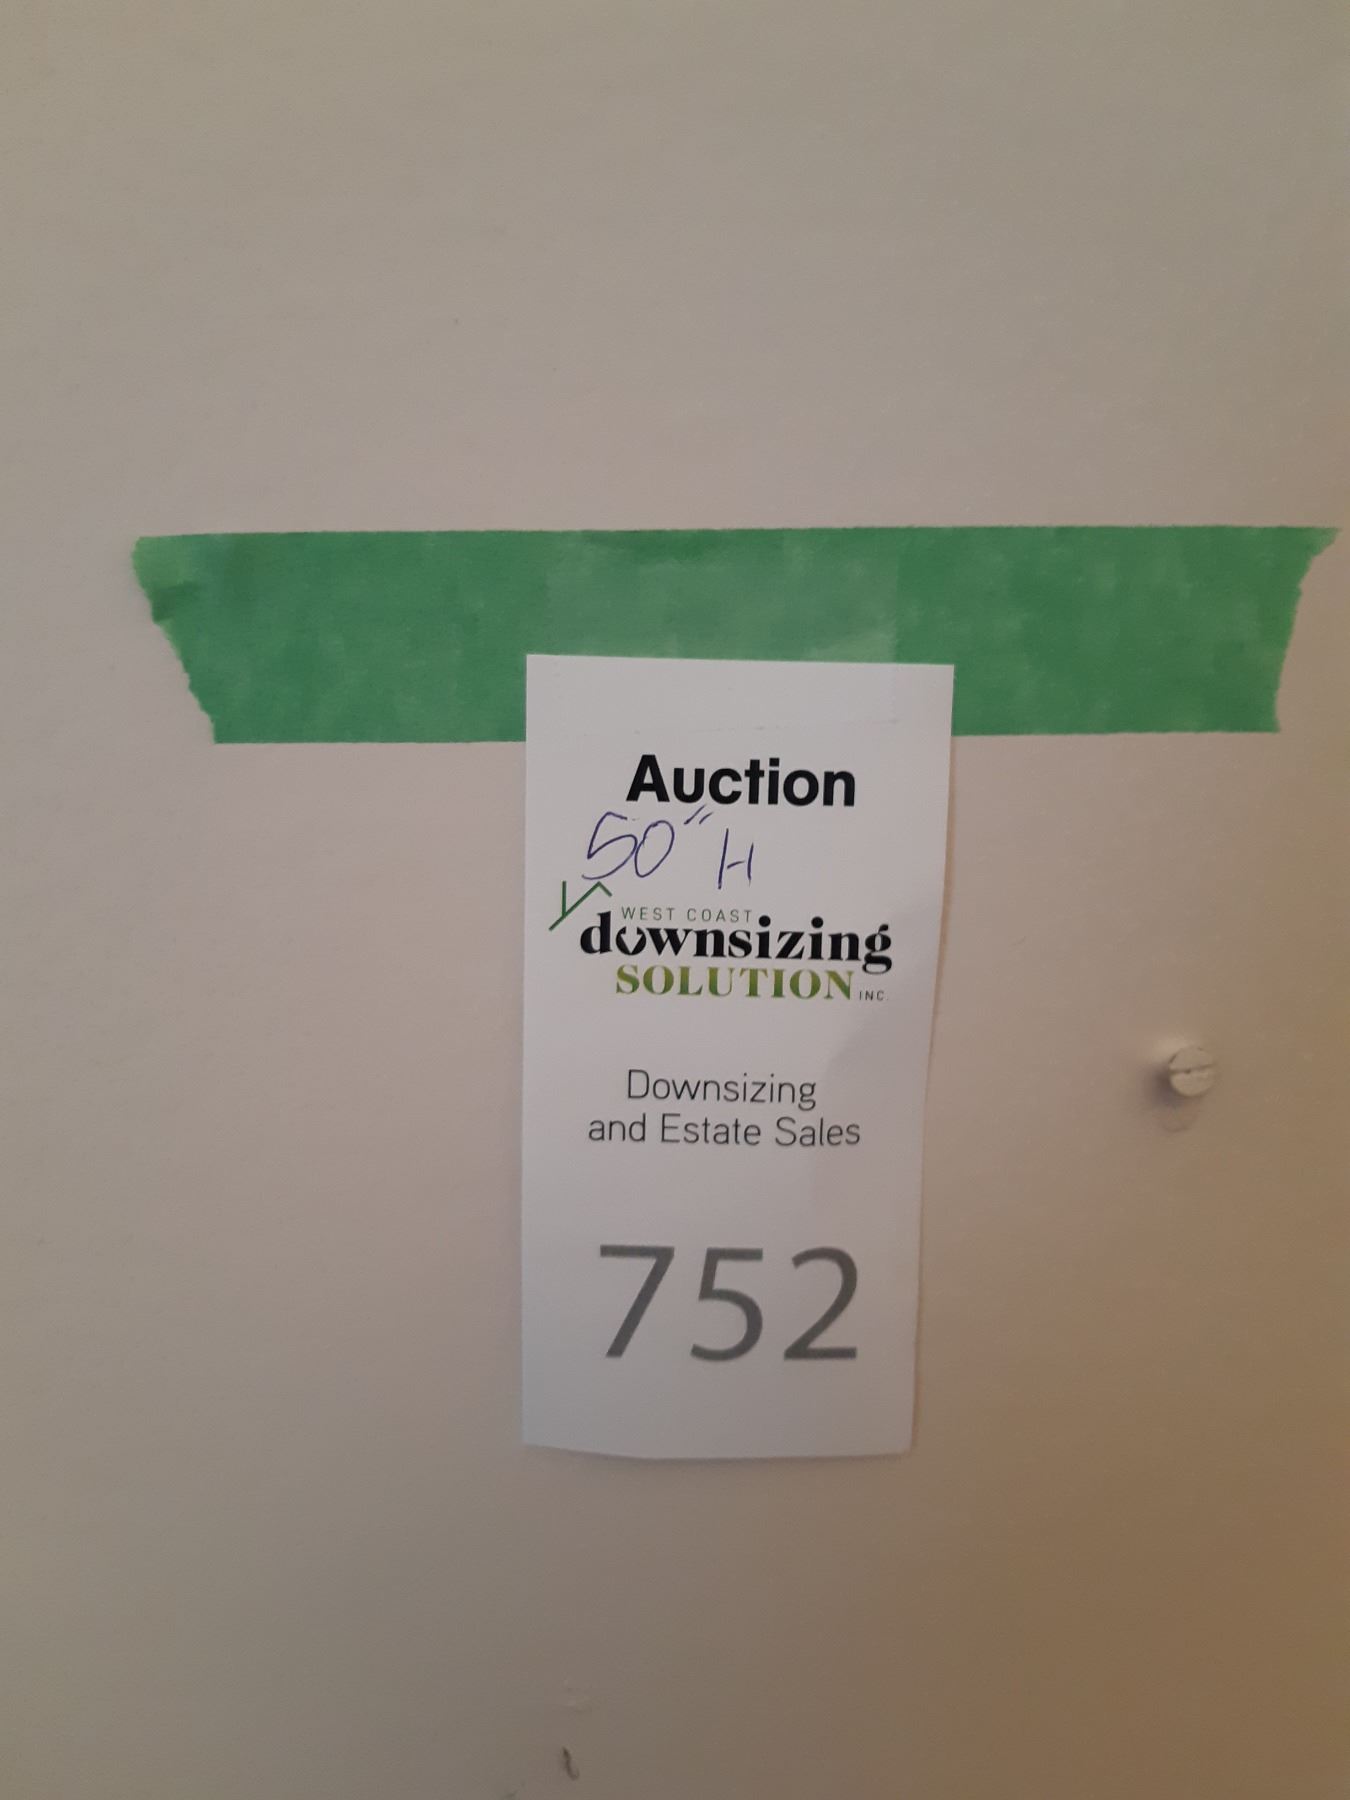 Auction
50" H
WEST COAST
downsizing
SOLUTION INC.
Downsizing
and Estate Sales
752